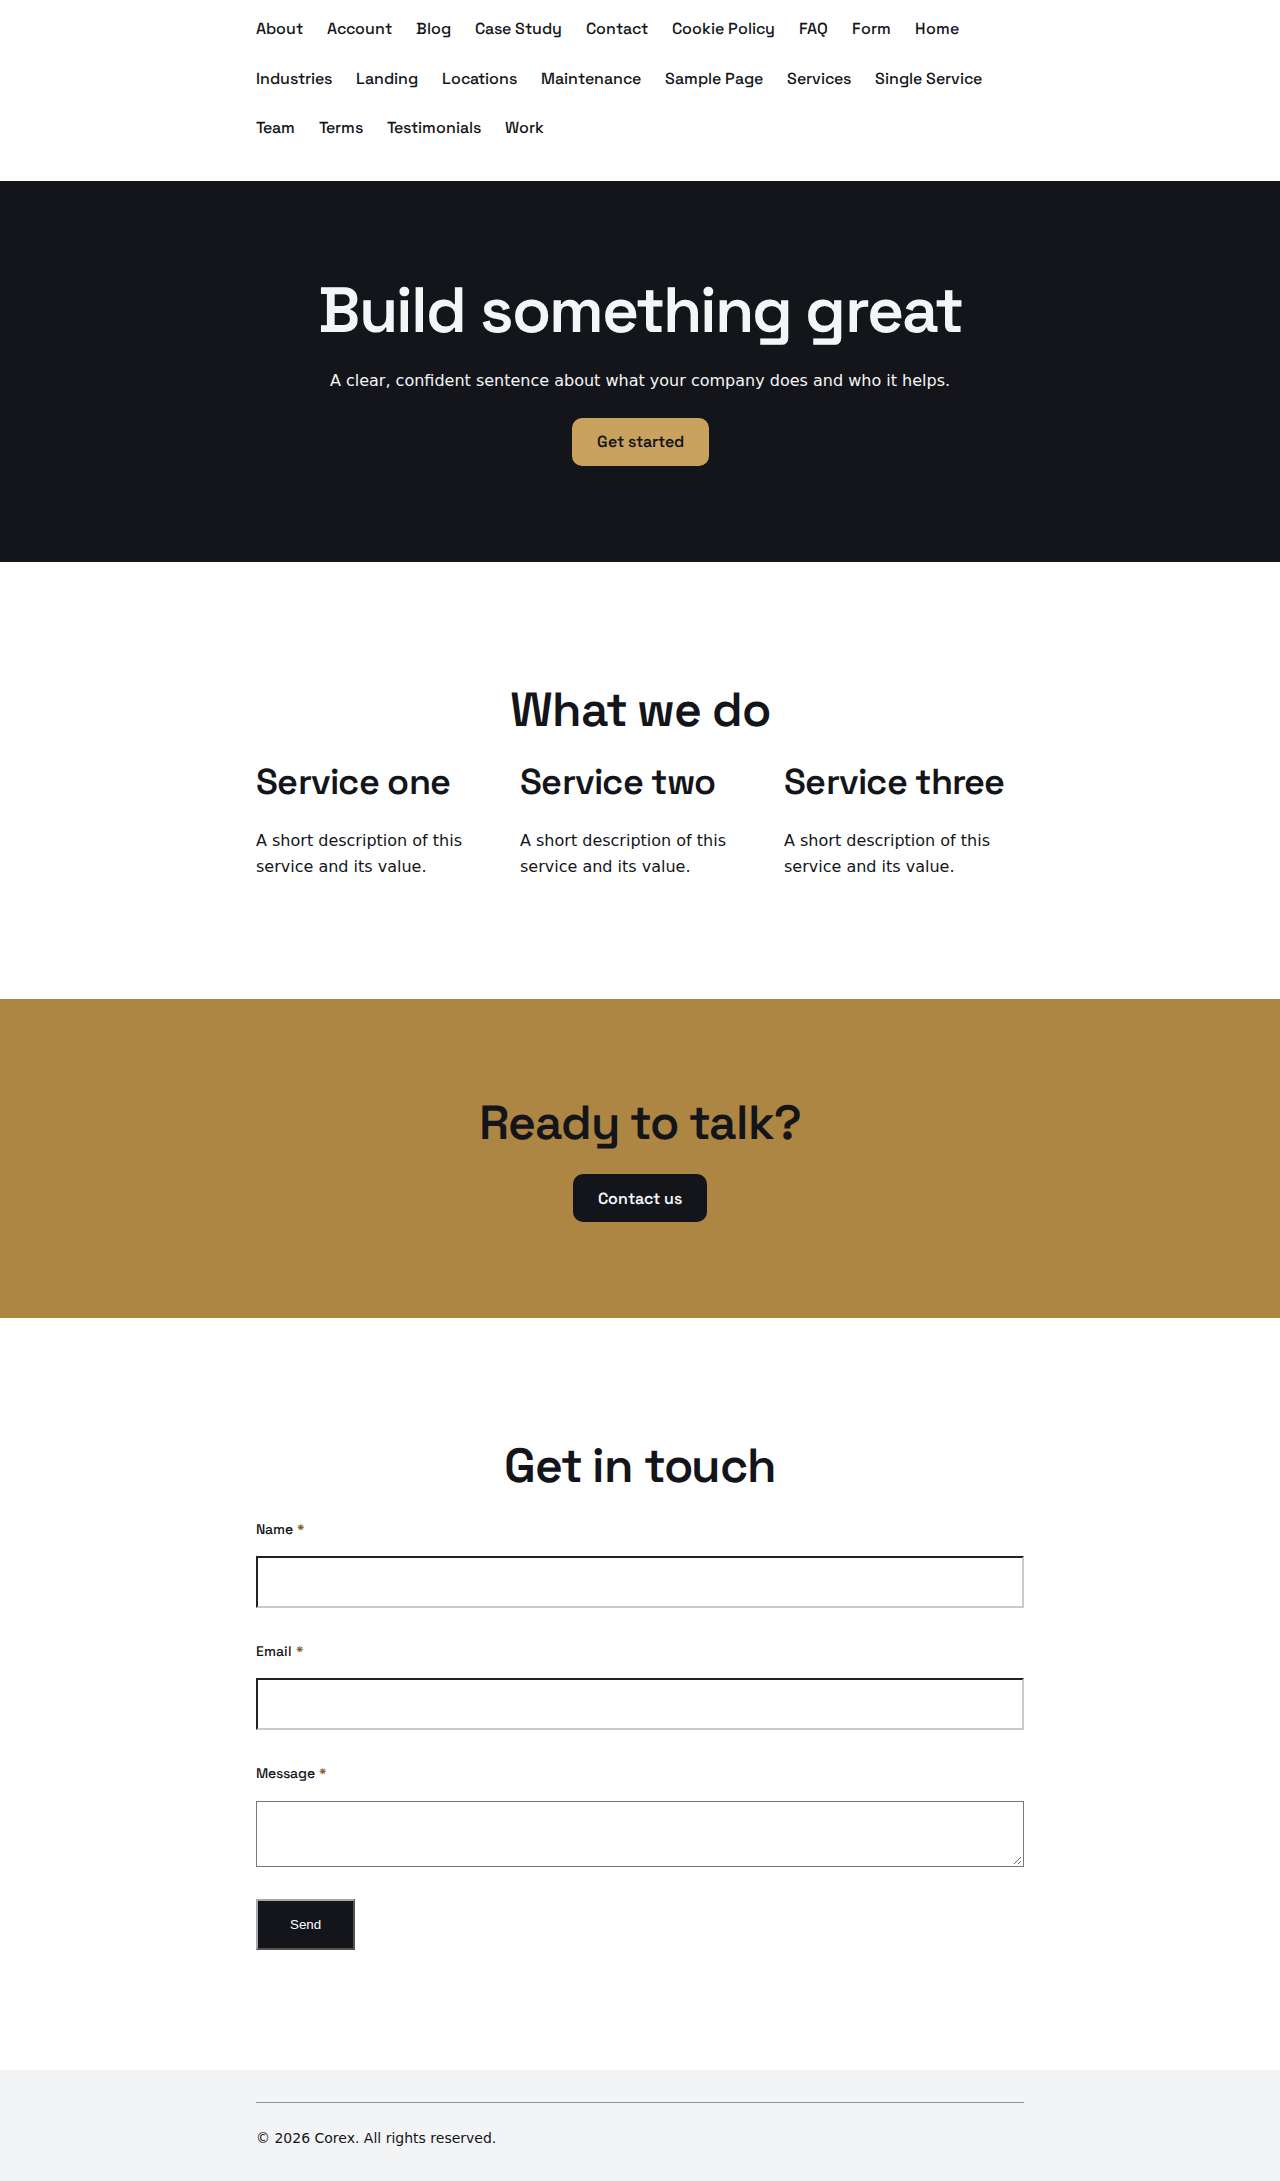 About Account Blog Case Study Contact Cookie Policy FAQ Form Home
Industries Landing Locations Maintenance Sample Page Services Single Service
Team Terms Testimonials Work
Build something great
A clear, confident sentence about what your company does and who it helps.
Get started
What we do
Service one
A short description of this
service and its value.
Service two
A short description of this
service and its value.
Service three
A short description of this
service and its value.
Ready to talk?
Contact us
Get in touch
Name *
Email *
Message *
Send
© 2026 Corex. All rights reserved.